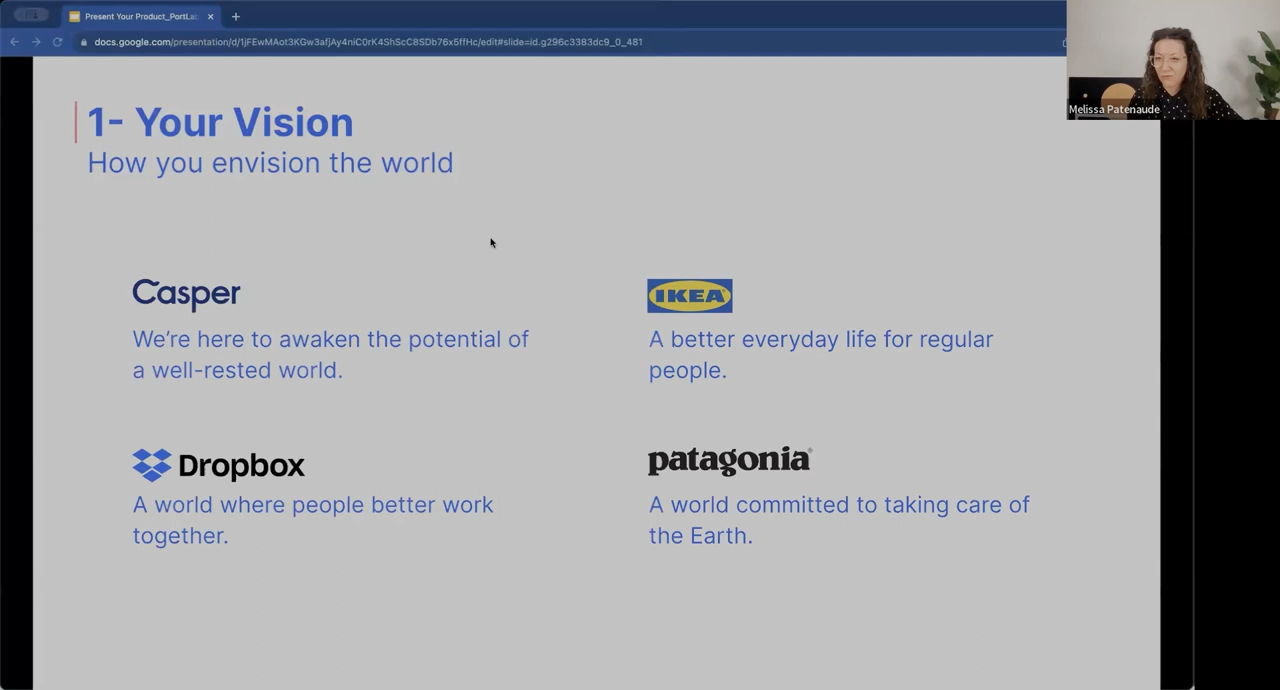 Present Your Product_PortLa
docs.google.com/presentation/d/1jFEwMAot3KGw3afjAy4niC0rK4ShScC8SDb76x5ffHc/edit#slide=id.g296c3383dc9_0_481
Melissa Patenaude
1- Your Vision
How you envision the world
Casper
We're here to awaken the potential of
a well-rested world.
IKEA
A better everyday life for regular
people.
Dropbox
A world where people better work
together.
patagonia®
A world committed to taking care of
the Earth.